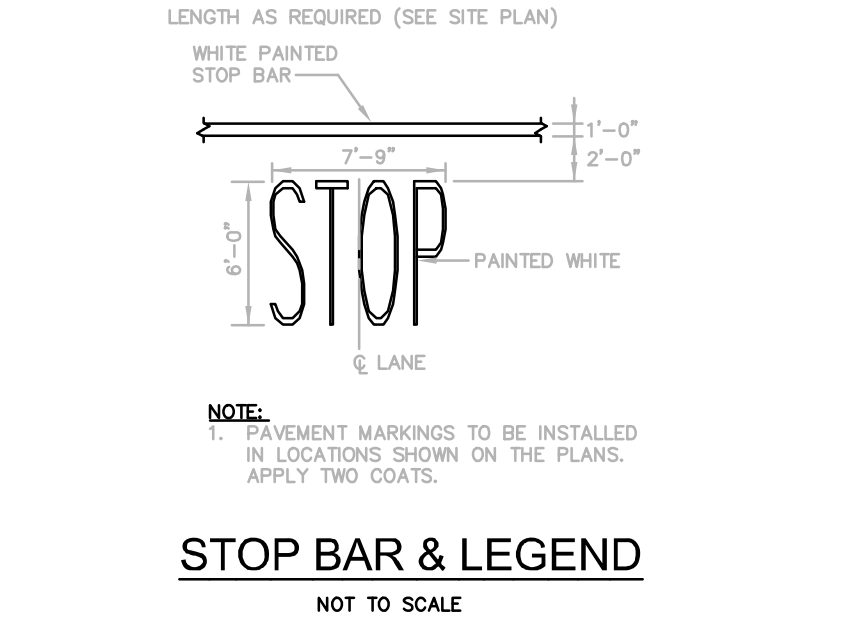 LENGTH AS REQUIRED (SEE SITE PLAN)
WHITE PAINTED
STOP BAR
1'-0"
7'-9"
2'-0"
STOP
6'-0"
PAINTED WHITE
℄ LANE
NOTE:
1. PAVEMENT MARKINGS TO BE INSTALLED
IN LOCATIONS SHOWN ON THE PLANS.
APPLY TWO COATS.
STOP BAR & LEGEND
NOT TO SCALE